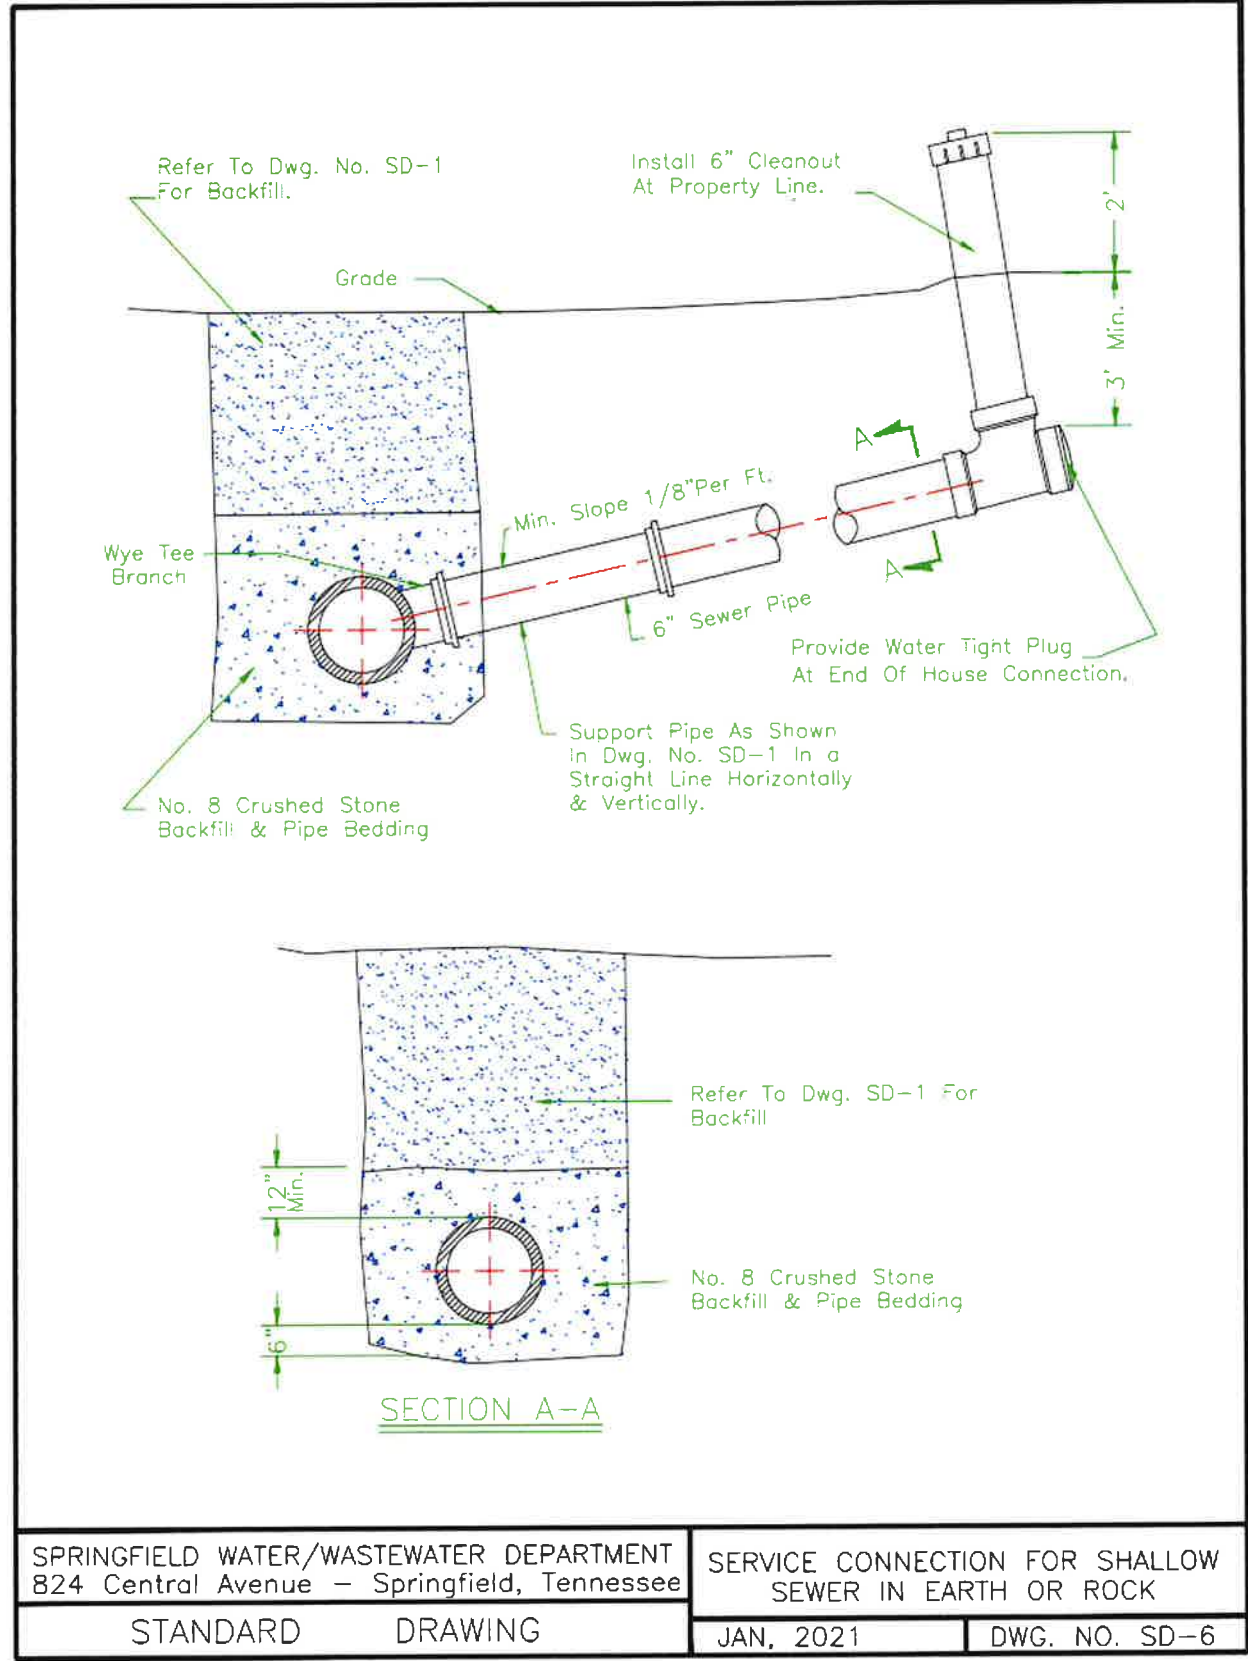 Refer To Dwg. No. SD-1
For Backfill.
Install 6" Cleanout
At Property Line.
2'
Grade
3' Min.
A
Min. Slope 1/8"Per Ft.
Wye Tee
Branch
A
6" Sewer Pipe
Provide Water Tight Plug
At End Of House Connection.
Support Pipe As Shown
In Dwg. No. SD-1 In a
Straight Line Horizontally
& Vertically.
No. 8 Crushed Stone
Backfill & Pipe Bedding
Refer To Dwg. SD-1 For
Backfill
12"
Min.
No. 8 Crushed Stone
Backfill & Pipe Bedding
6"
SECTION A-A
SPRINGFIELD WATER/WASTEWATER DEPARTMENT
824 Central Avenue - Springfield, Tennessee
STANDARD DRAWING
SERVICE CONNECTION FOR SHALLOW
SEWER IN EARTH OR ROCK
JAN, 2021
DWG. NO. SD-6